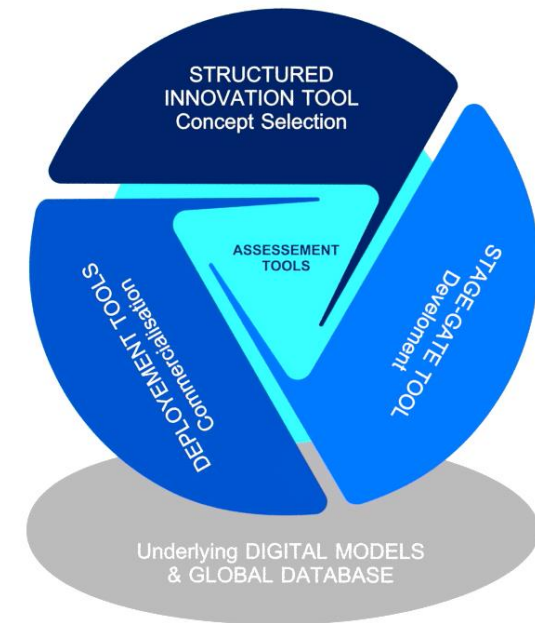 STRUCTURED
INNOVATION TOOL
Concept Selection
ASSESSEMENT
TOOLS
STAGE-GATE TOOL
Develoment
DEPLOYEMENT TOOLS
Commercialisation
Underlying DIGITAL MODELS
& GLOBAL DATABASE